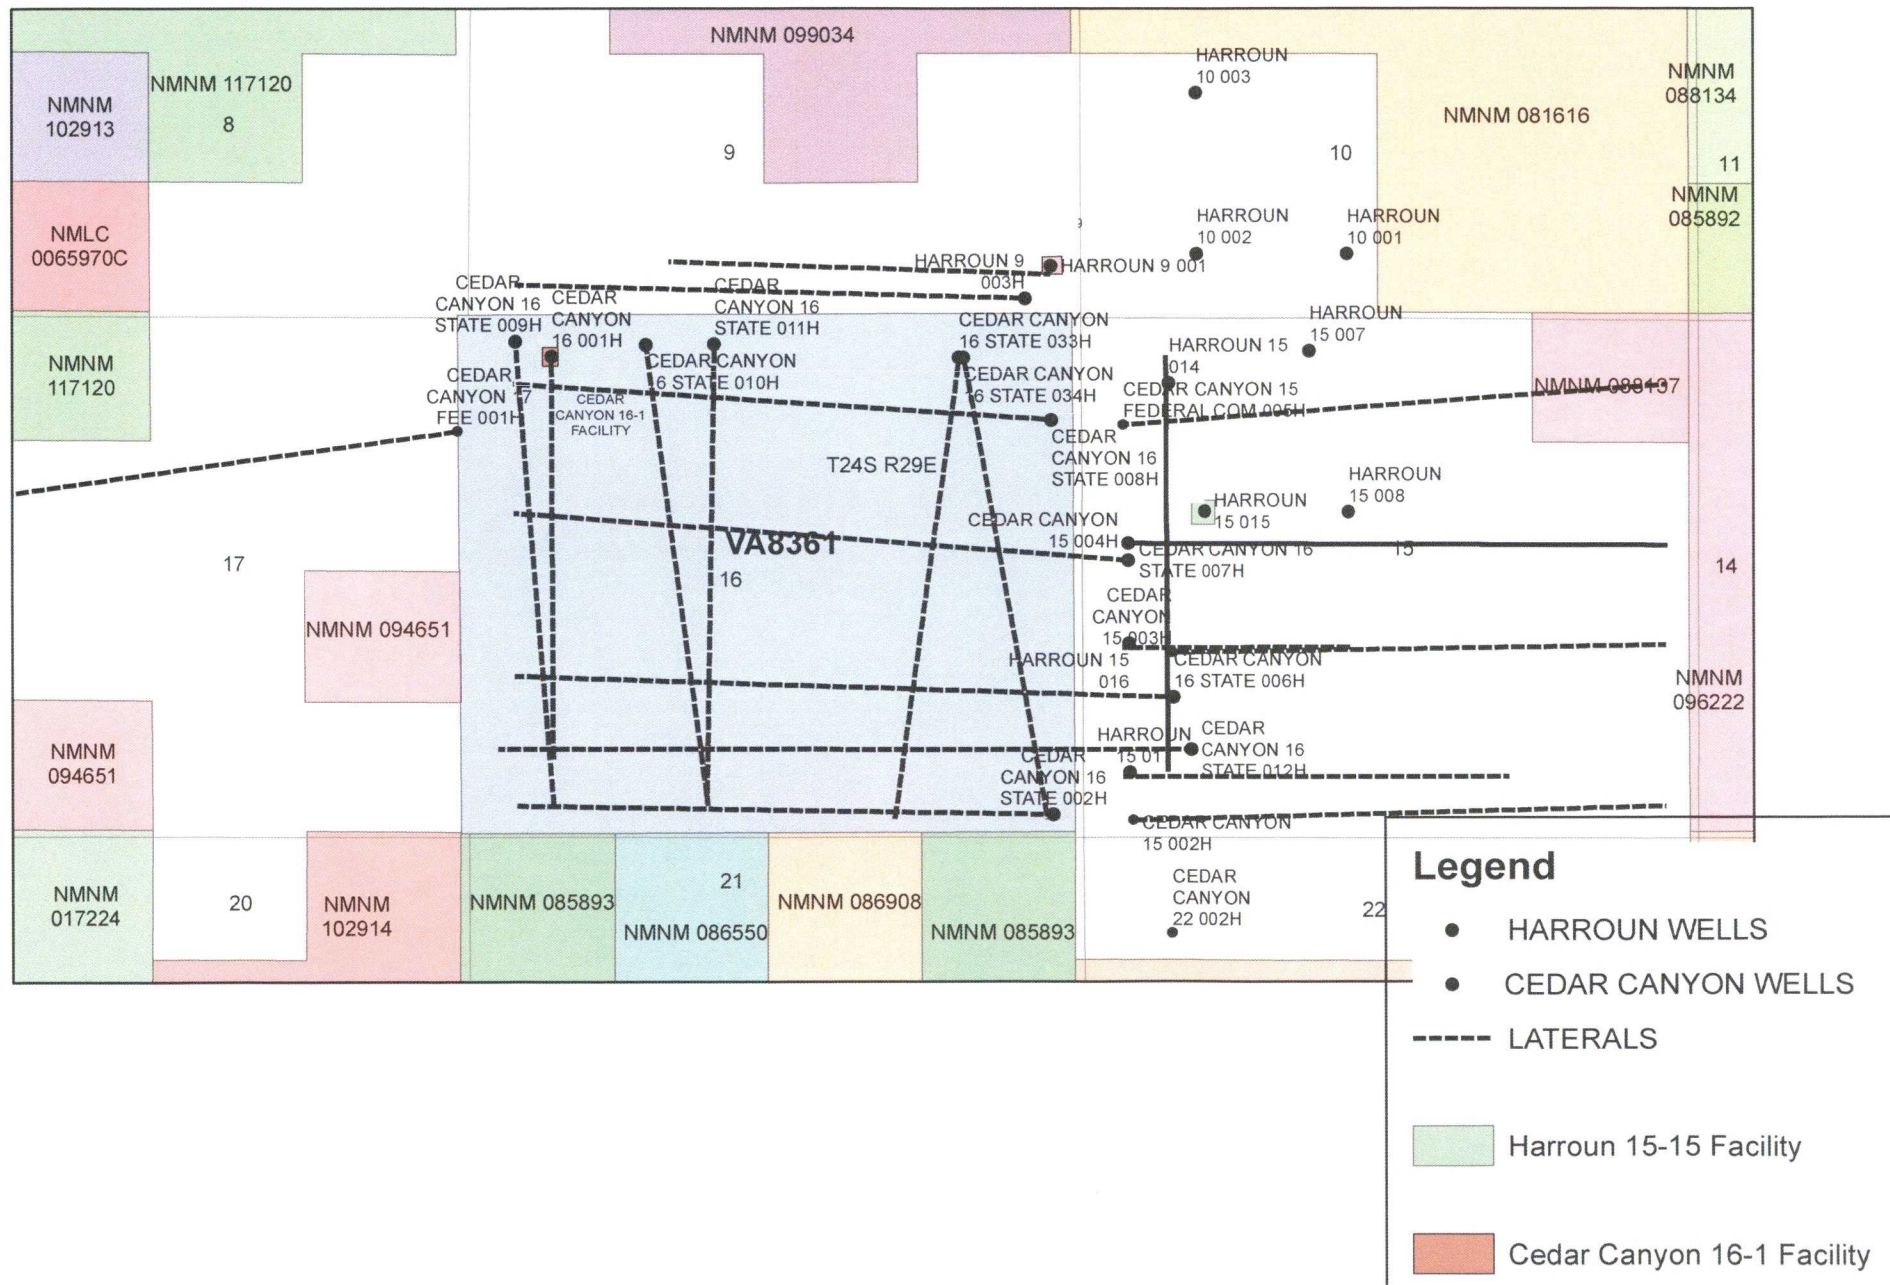 NMNM 099034
HARROUN
10 003
NMNM
088134
NMNM
102913
NMNM 117120
8
NMNM 081616
9
10
11
NMNM
085892
NMLC
0065970C
HARROUN
10 002
HARROUN
10 001
9
HARROUN 9
003H
HARROUN 9 001
CEDAR
CANYON 16
STATE 009H
CEDAR
CANYON
16 001H
CEDAR
CANYON 16
STATE 011H
CEDAR CANYON
16 STATE 033H
HARROUN
15 007
NMNM
117120
CEDAR
CANYON 17
FEE 001H
CEDAR CANYON
16 STATE 010H
CEDAR
CANYON 16-1
FACILITY
CEDAR CANYON
16 STATE 034H
HARROUN 15
014
CEDAR CANYON 15
FEDERAL COM 005H
NMNM 088137
CEDAR
CANYON 16
STATE 008H
T24S R29E
HARROUN
15 008
HARROUN
15 015
CEDAR CANYON
15 004H
VA8361
16
CEDAR CANYON 16
STATE 007H
15
14
17
CEDAR
CANYON
15 003H
NMNM 094651
HARROUN 15
016
CEDAR CANYON
16 STATE 006H
NMNM
096222
NMNM
094651
HARROUN
15 01
CEDAR
CANYON 16
STATE 012H
CEDAR
CANYON 16
STATE 002H
CEDAR CANYON
15 002H
NMNM
017224
20
NMNM
102914
NMNM 085893
21
NMNM 086550
NMNM 086908
NMNM 085893
CEDAR
CANYON
22 002H
22
Legend
HARROUN WELLS
CEDAR CANYON WELLS
LATERALS
Harroun 15-15 Facility
Cedar Canyon 16-1 Facility